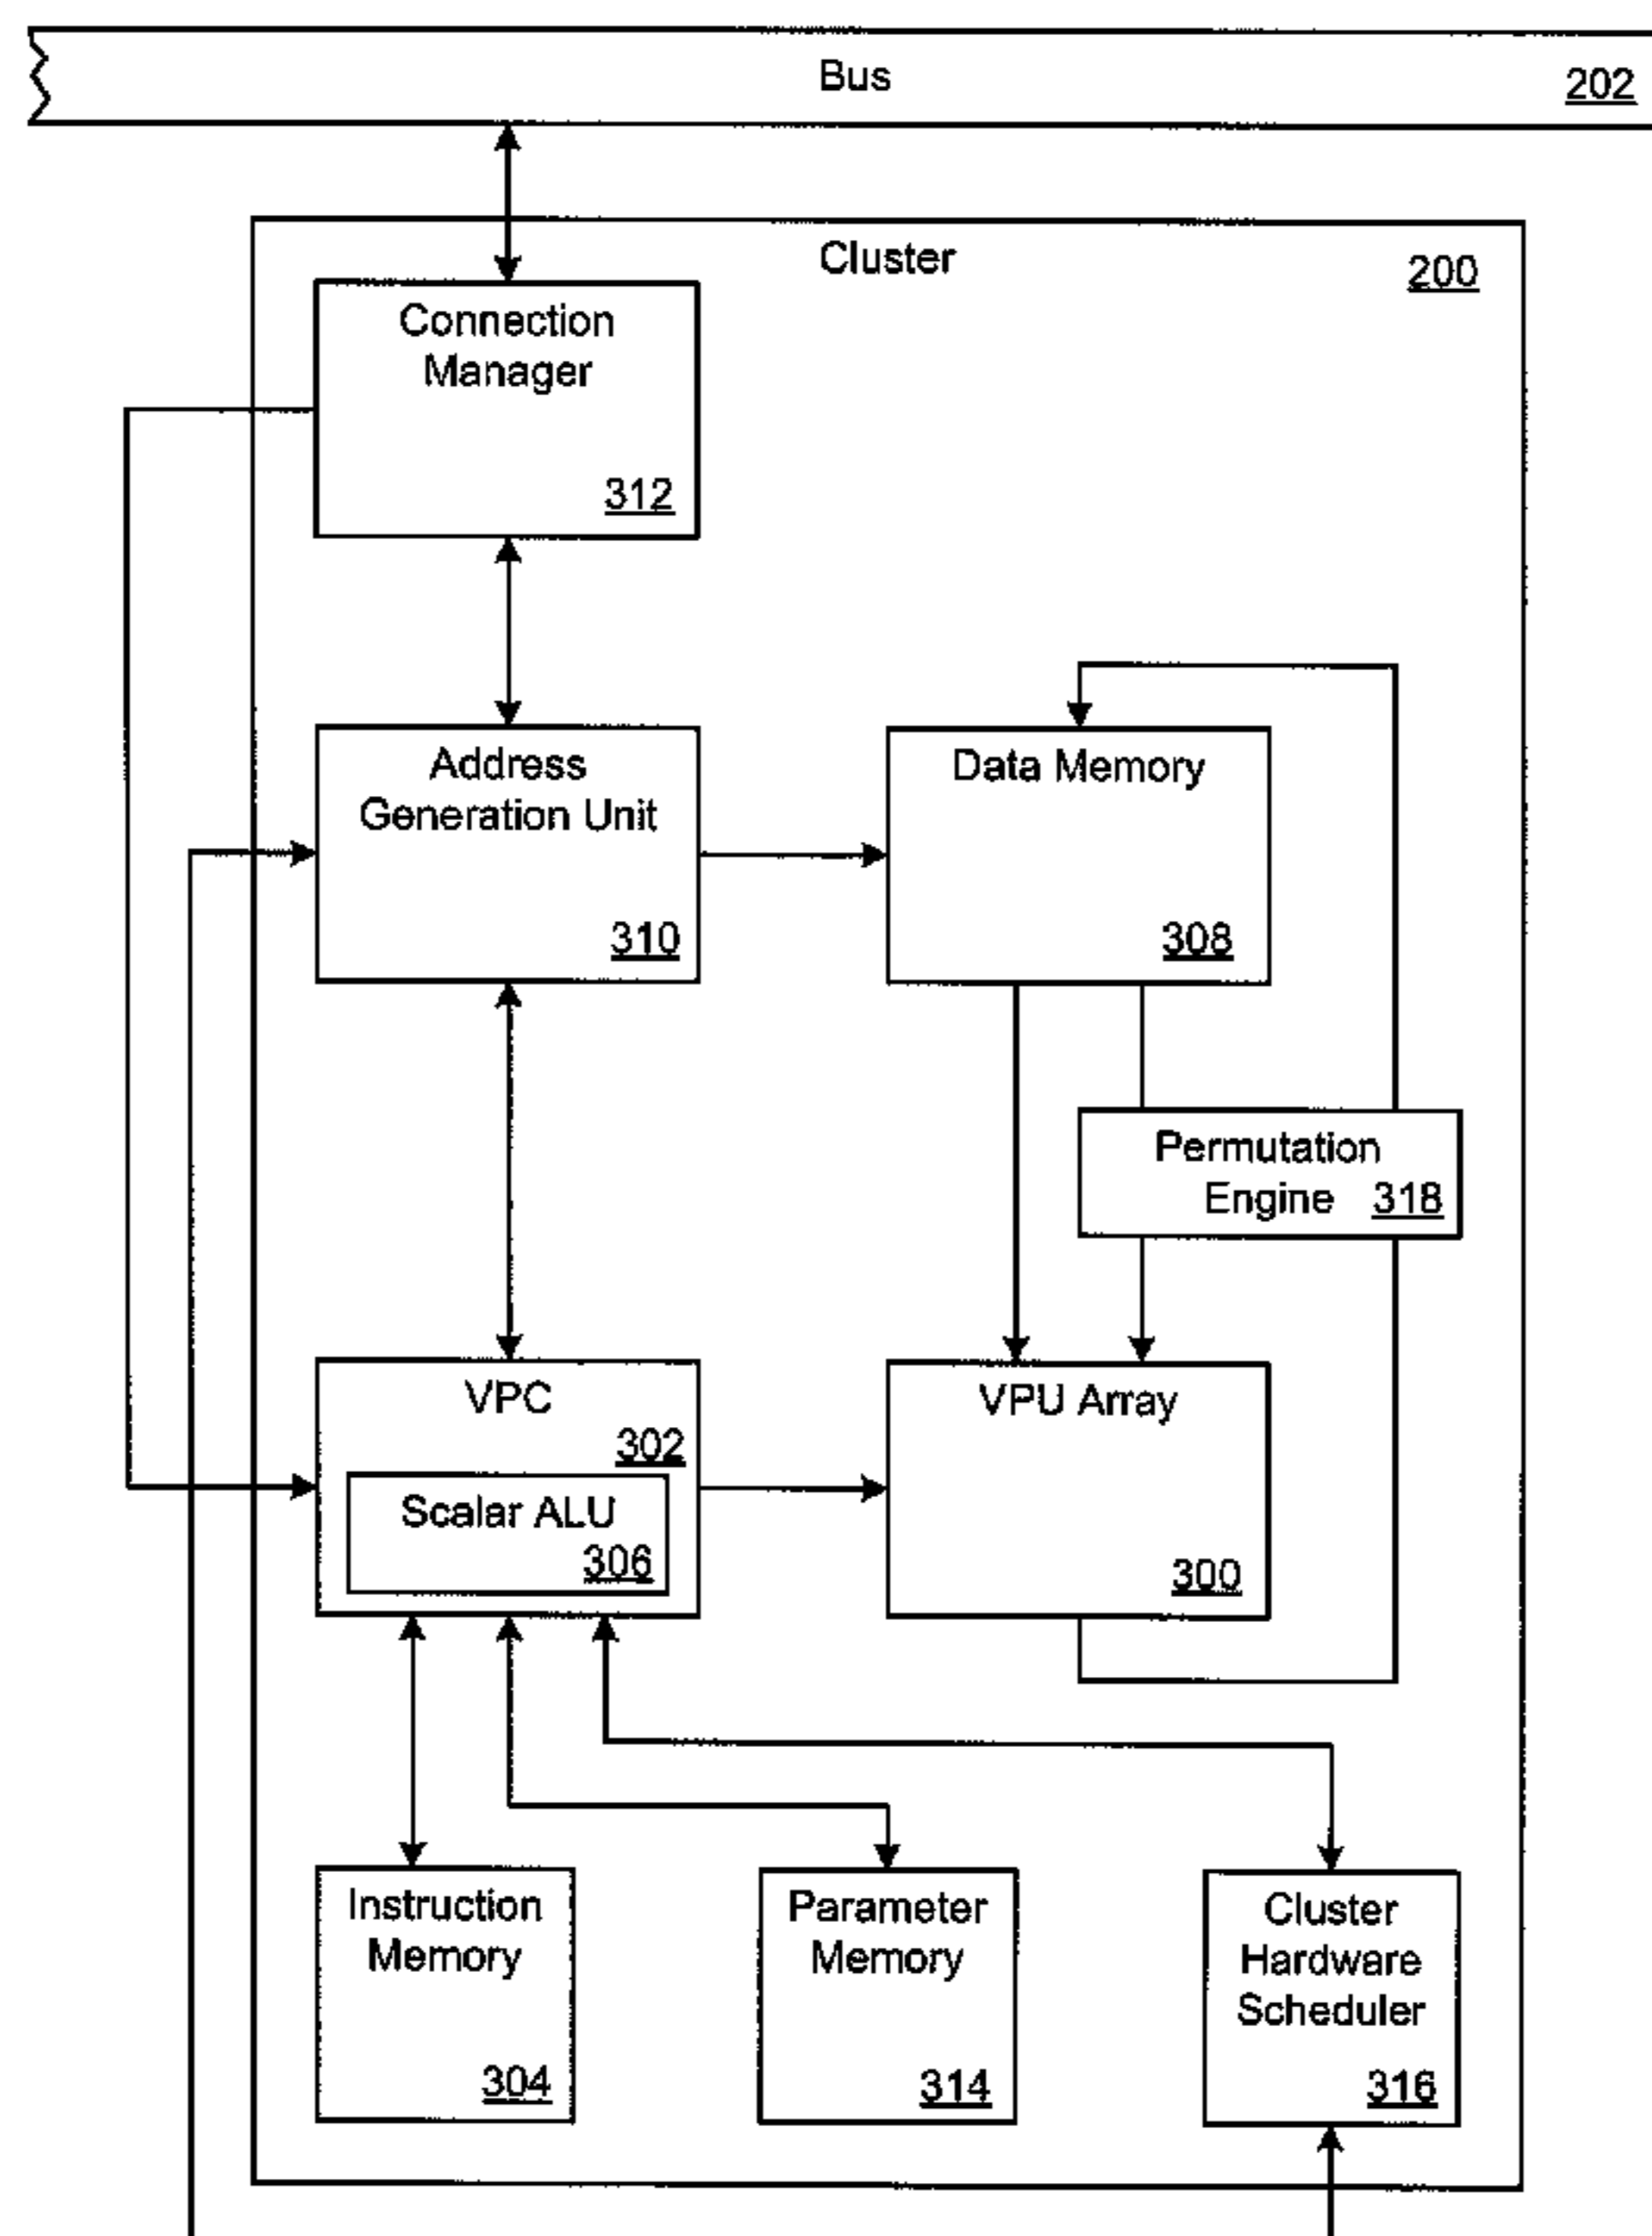 Bus
202
Cluster
200
Connection
Manager
312
Address
Generation Unit
310
Data Memory
308
Permutation
Engine 318
VPC
302
Scalar ALU
306
VPU Array
300
Instruction
Memory
304
Parameter
Memory
314
Cluster
Hardware
Scheduler
316